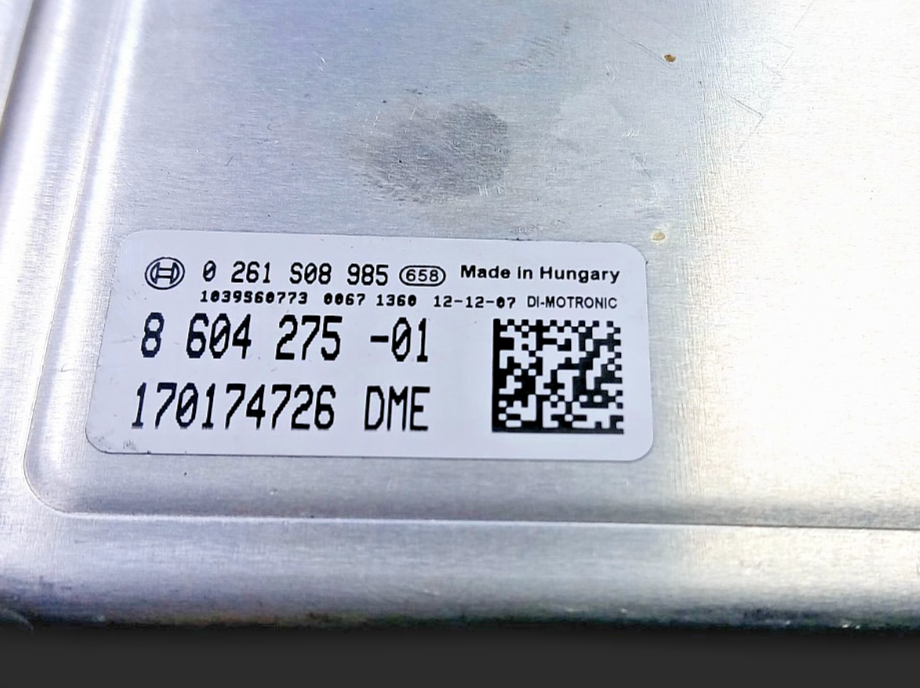 0 261 S08 985 658 Made in Hungary
1039S60773 0067 1360 12-12-07 DI-MOTRONIC
8 604 275 -01
170174726 DME